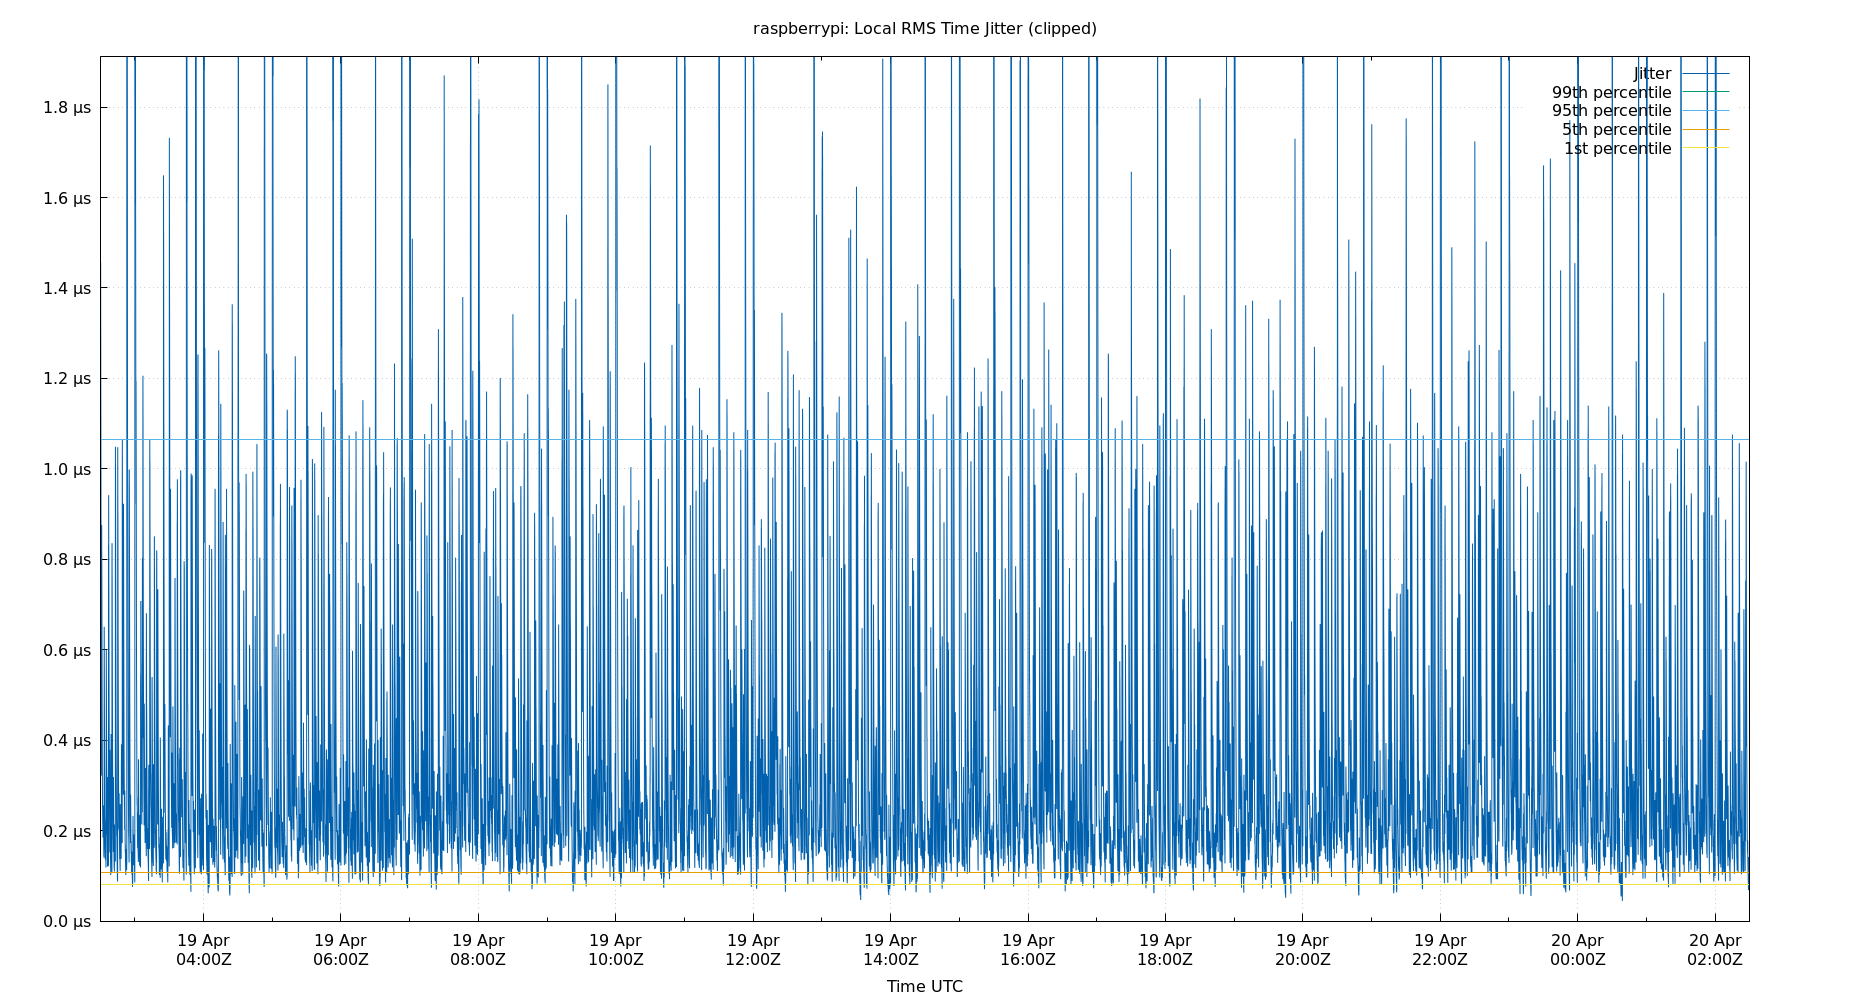 raspberrypi: Local RMS Time Jitter (clipped)
Jitter
99th percentile
95th percentile
5th percentile
1st percentile
1.8 µs
1.6 µs
1.4 µs
1.2 µs
1.0 µs
0.8 µs
0.6 µs
0.4 µs
0.2 µs
0.0 µs
19 Apr 19 Apr 19 Apr 19 Apr 19 Apr 19 Apr 19 Apr 19 Apr 19 Apr 19 Apr 20 Apr 20 Apr
04:00Z 06:00Z 08:00Z 10:00Z 12:00Z 14:00Z 16:00Z 18:00Z 20:00Z 22:00Z 00:00Z 02:00Z
Time UTC